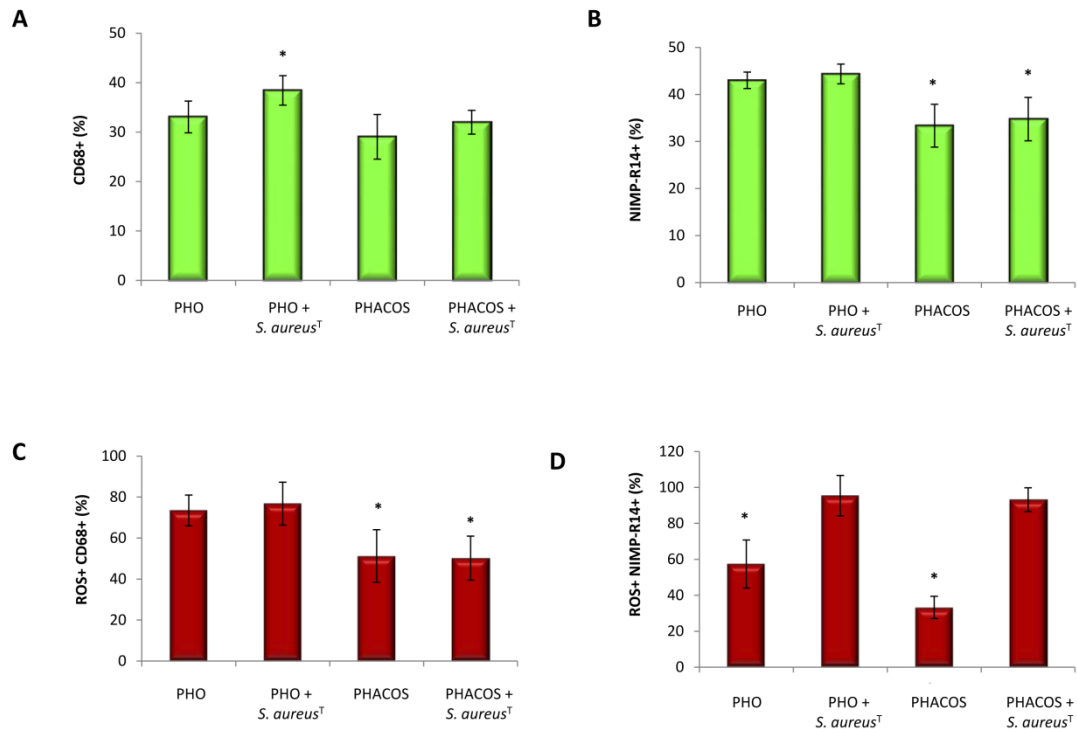 A
CD68+ (%)
50
40
30
20
10
0
*
PHO
PHO +
S. aureusᵀ
PHACOS
PHACOS +
S. aureusᵀ
B
NIMP-R14+ (%)
50
40
30
20
10
0
*
*
PHO
PHO +
S. aureusᵀ
PHACOS
PHACOS +
S. aureusᵀ
C
ROS+ CD68+ (%)
100
80
60
40
20
0
*
*
PHO
PHO +
S. aureusᵀ
PHACOS
PHACOS +
S. aureusᵀ
D
ROS+ NIMP-R14+ (%)
120
100
80
60
40
20
0
*
*
PHO
PHO +
S. aureusᵀ
PHACOS
PHACOS +
S. aureusᵀ